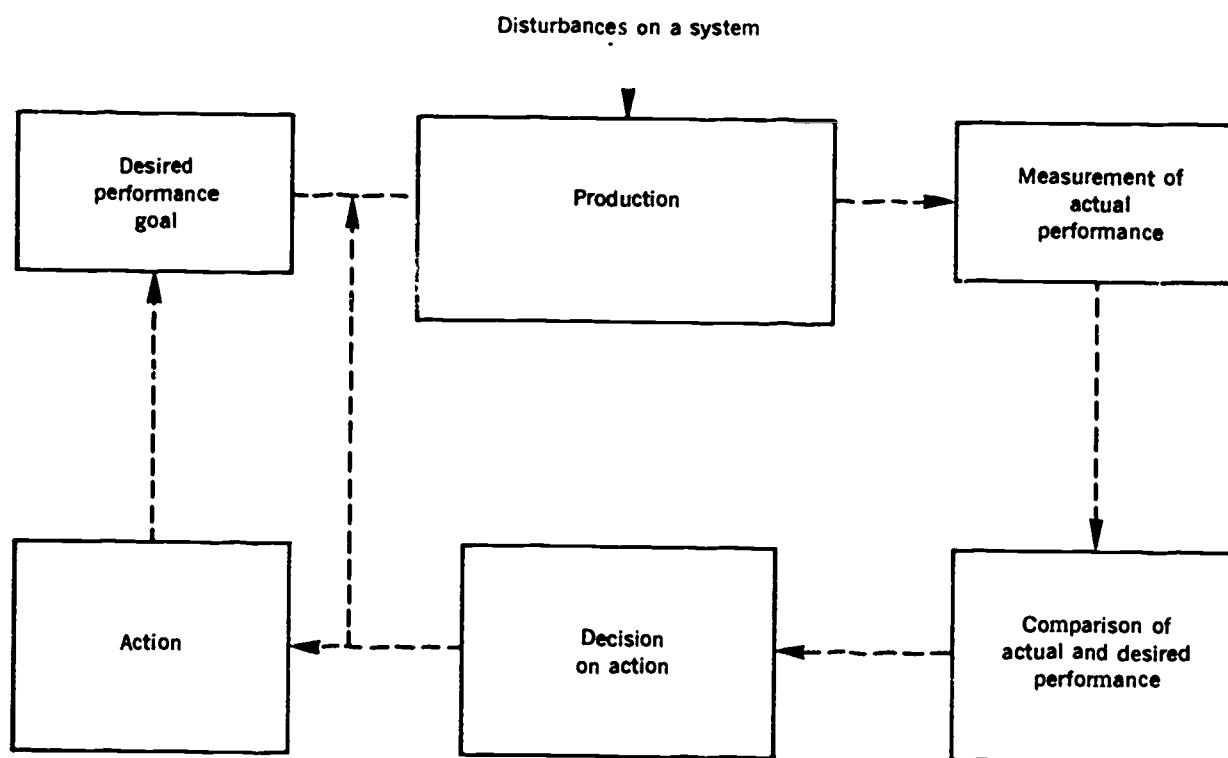 Disturbances on a system
Desired
performance
goal
Production
Measurement of
actual
performance
Action
Decision
on action
Comparison of
actual and desired
performance